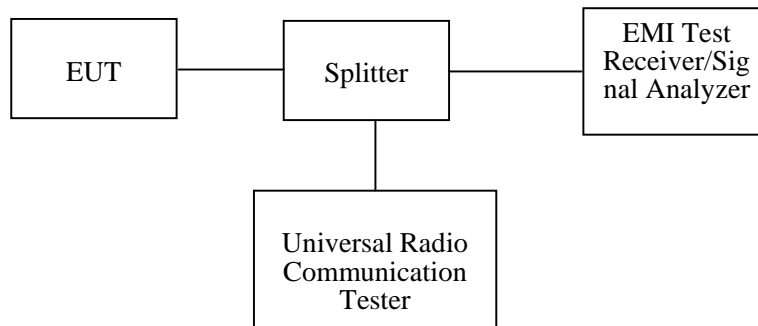 EUT
Splitter
EMI Test
Receiver/Sig
nal Analyzer
Universal Radio
Communication
Tester